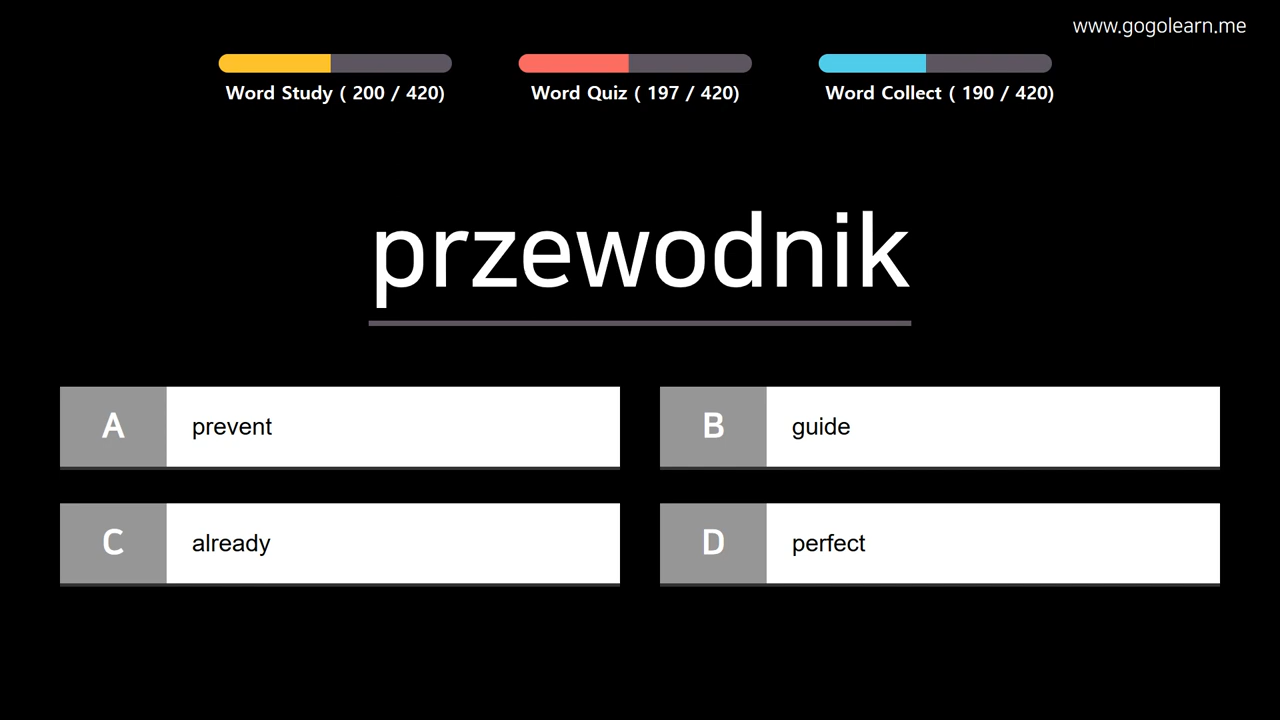 www.gogolearn.me
Word Study ( 200 / 420)
Word Quiz ( 197 / 420)
Word Collect ( 190 / 420)
przewodnik
A prevent
B guide
C already
D perfect